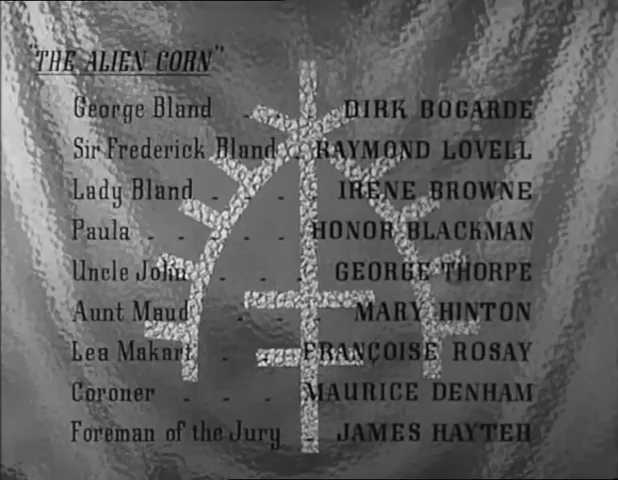 "THE ALIEN CORN"
George Bland . . . DIRK BOGARDE
Sir Frederick Bland . RAYMOND LOVELL
Lady Bland . . . . IRENE BROWNE
Paula . . . . . HONOR BLACKMAN
Uncle John . . . GEORGE THORPE
Aunt Maud . . . MARY HINTON
Lea Makart . . FRANÇOISE ROSAY
Coroner . . . MAURICE DENHAM
Foreman of the Jury . JAMES HAYTER